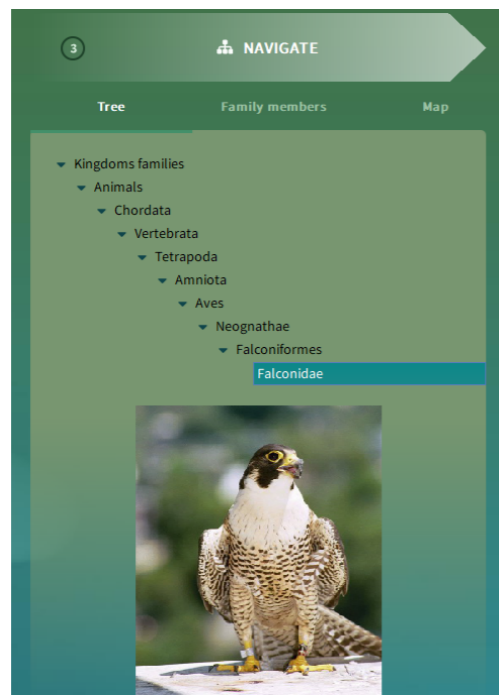 3 NAVIGATE
Tree Family members Map
Kingdoms families
Animals
Chordata
Vertebrata
Tetrapoda
Amniota
Aves
Neognathae
Falconiformes
Falconidae